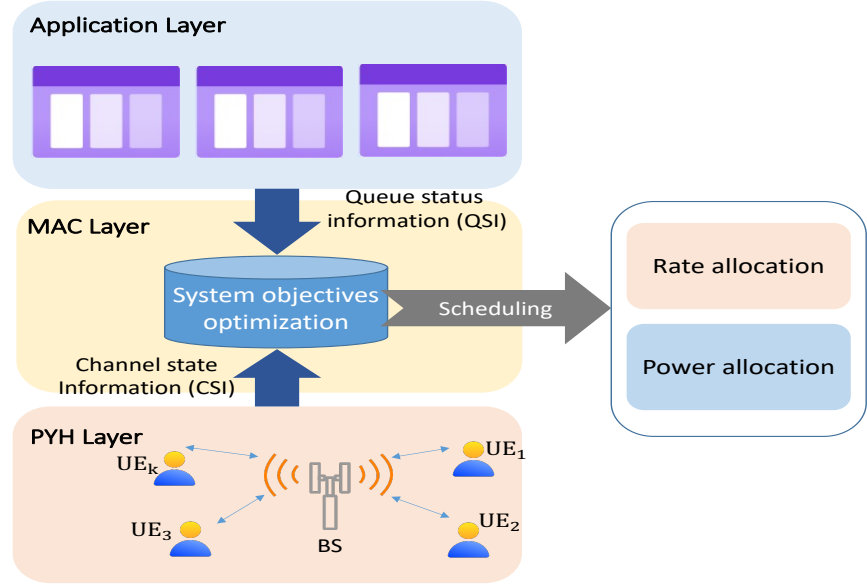 Application Layer
Queue status
information (QSI)
MAC Layer
System objectives
optimization
Scheduling
Rate allocation
Power allocation
Channel state
Information (CSI)
PYH Layer
UEk
UE1
UE3
UE2
BS